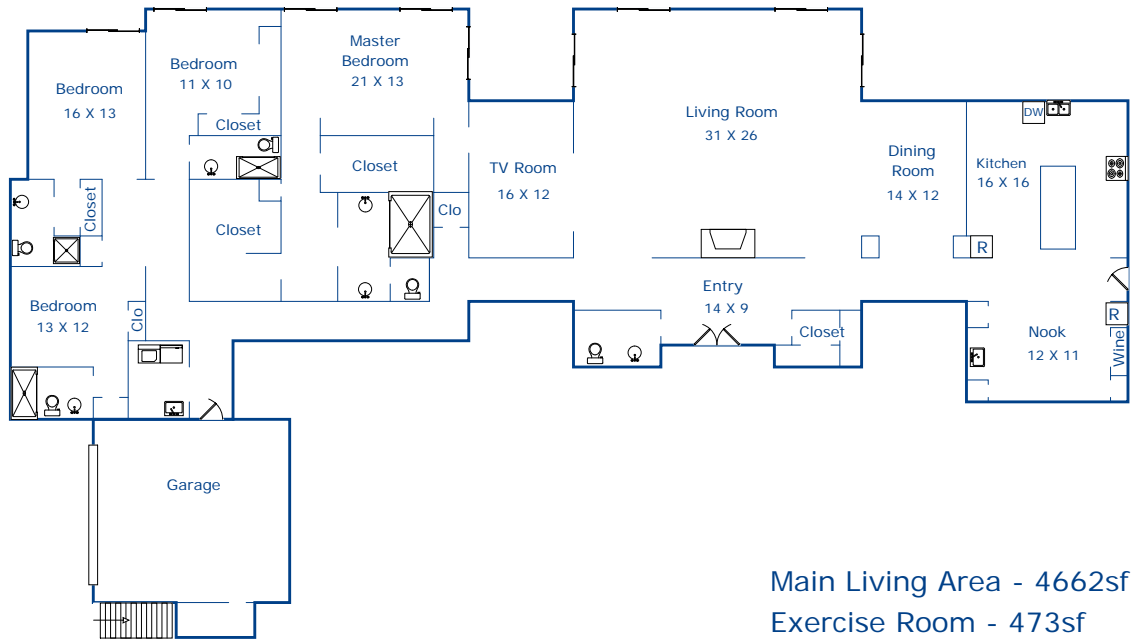 Bedroom
16 X 13
Bedroom
11 X 10
Closet
Master
Bedroom
21 X 13
Closet
Closet
Closet
Clo
TV Room
16 X 12
Living Room
31 X 26
Dining
Room
14 X 12
DW
Kitchen
16 X 16
R
Bedroom
13 X 12
Clo
Entry
14 X 9
Closet
R
Nook
12 X 11
Wine
Garage
Main Living Area - 4662sf
Exercise Room - 473sf